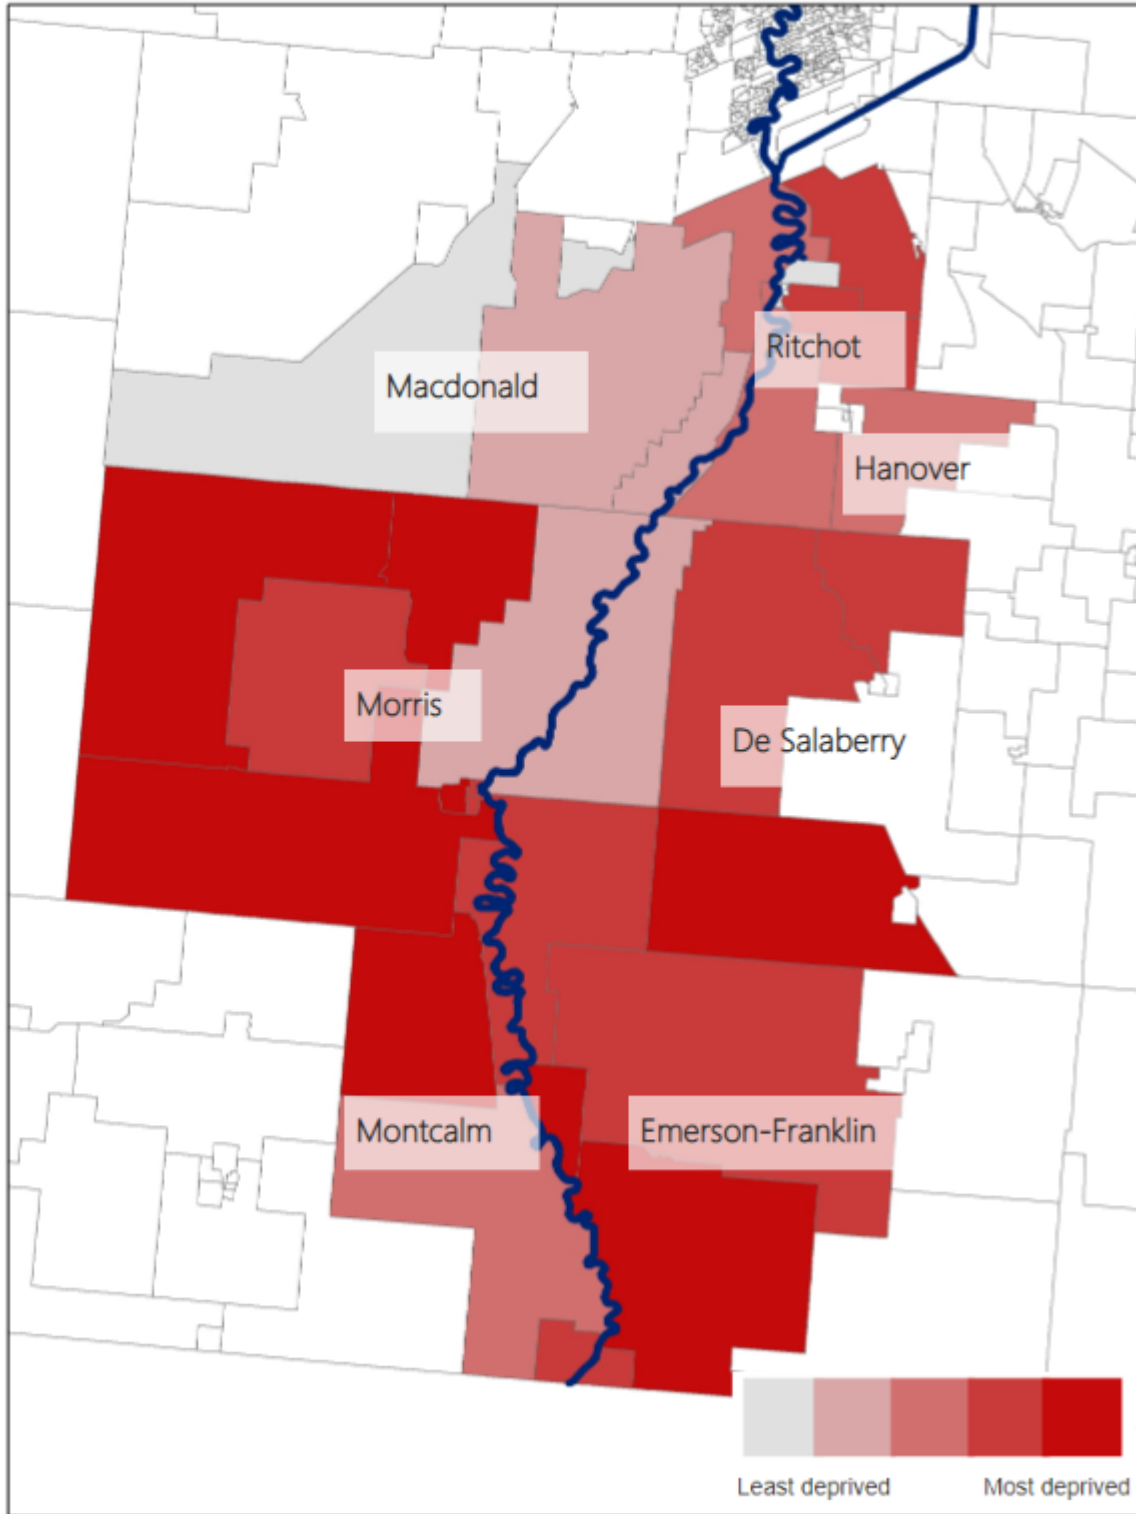 Ritchot
Macdonald
Hanover
Morris
De Salaberry
Montcalm
Emerson-Franklin
Least deprived
Most deprived